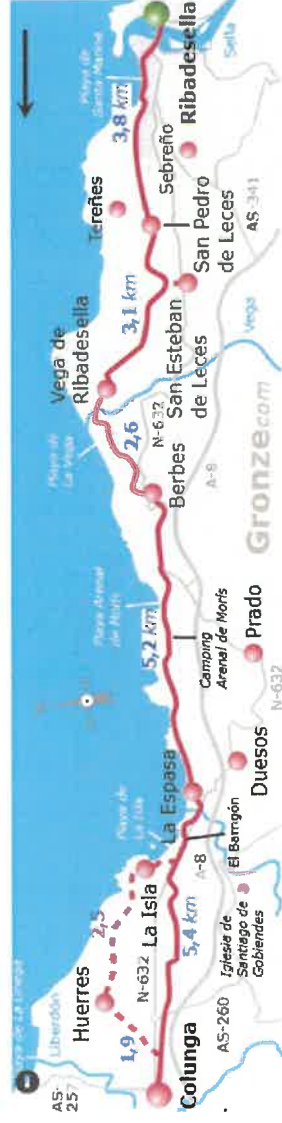 Playa de
Santa Marina
Sella
Ribadesella
3,8 km
Sebreño
Tereñes
San Pedro
de Leces
AS-341
3,1 km
San Esteban
de Leces
Vega de
Ribadesella
Vega
Playa de
La Vega
2,6
N-632
Berbes
A-8
Gronze.com
Playa Arenal
de Morís
5,2 km
Camping
Arenal de Morís
Prado
N-632
Duesos
La Espasa
Playa de
La Isla
El Barrigón
A-8
La Isla
2,5
5,4 km
Iglesia de
Santiago de
Gobiendes
N-632
Huerres
1,9
Colunga
AS-260
Liberdón
AS-
257